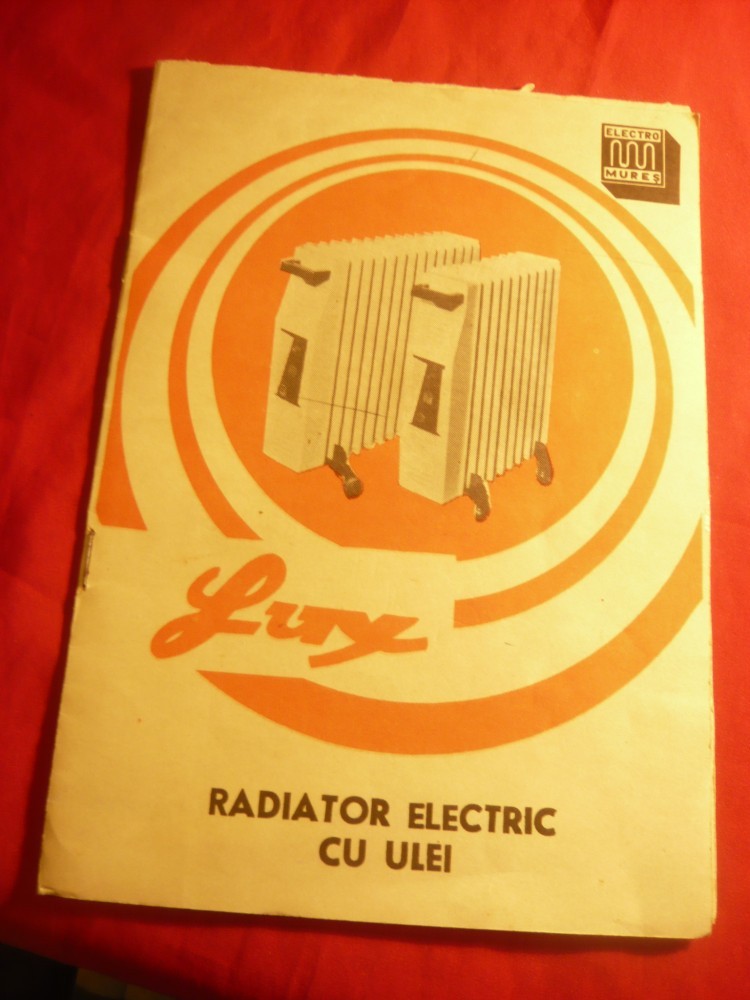 ELECTRO
MUREȘ
Lux
RADIATOR ELECTRIC
CU ULEI